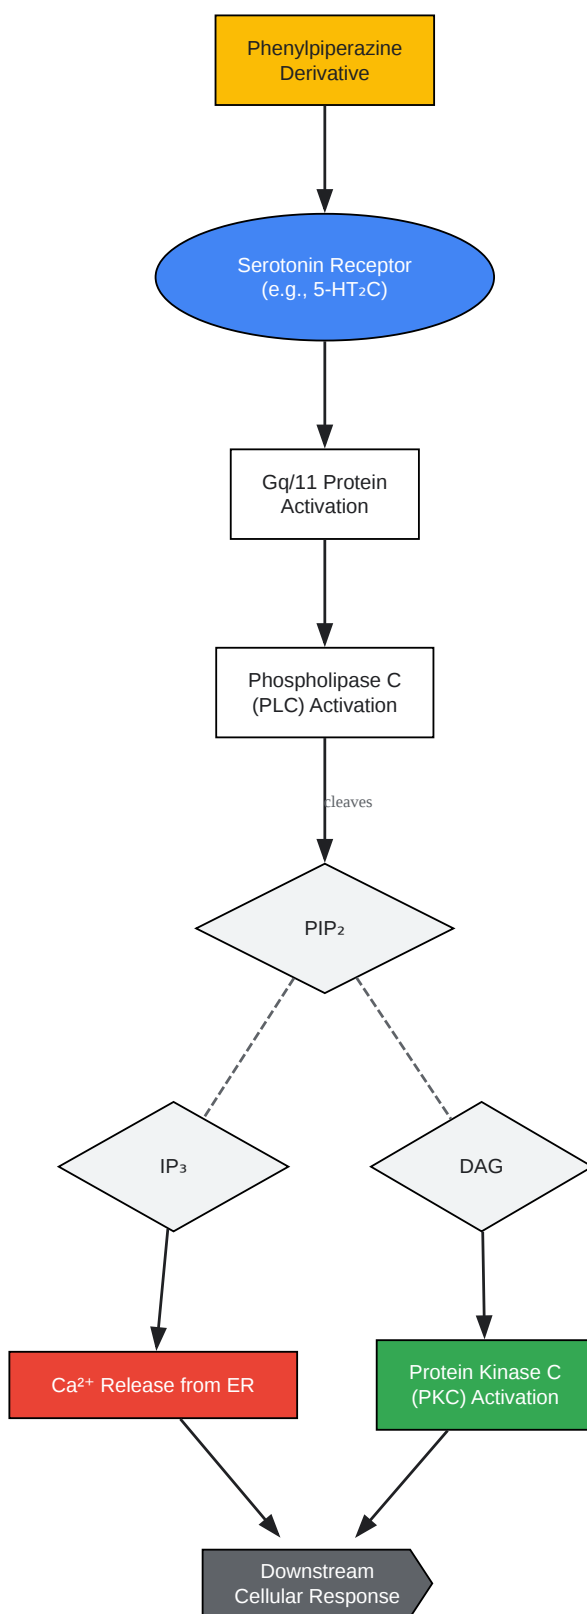 Phenylpiperazine
Derivative
Serotonin Receptor
(e.g., 5-HT₂C)
Gq/11 Protein
Activation
Phospholipase C
(PLC) Activation
cleaves
PIP₂
IP₃
DAG
Ca²⁺ Release from ER
Protein Kinase C
(PKC) Activation
Downstream
Cellular Response